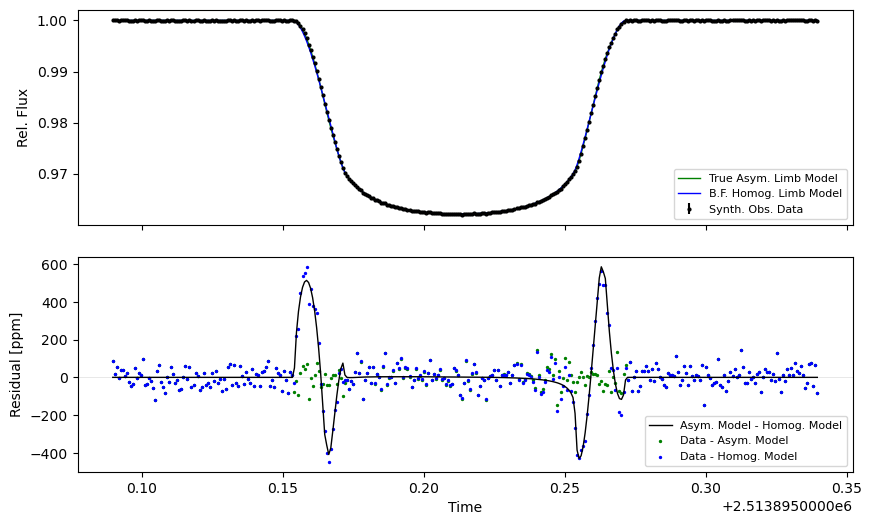 1.00
0.99
0.98
0.97
Rel. Flux
True Asym. Limb Model
B.F. Homog. Limb Model
Synth. Obs. Data
600
400
200
0
−200
−400
Residual [ppm]
Asym. Model - Homog. Model
Data - Asym. Model
Data - Homog. Model
0.10
0.15
0.20
0.25
0.30
0.35
Time
+2.5138950000e6